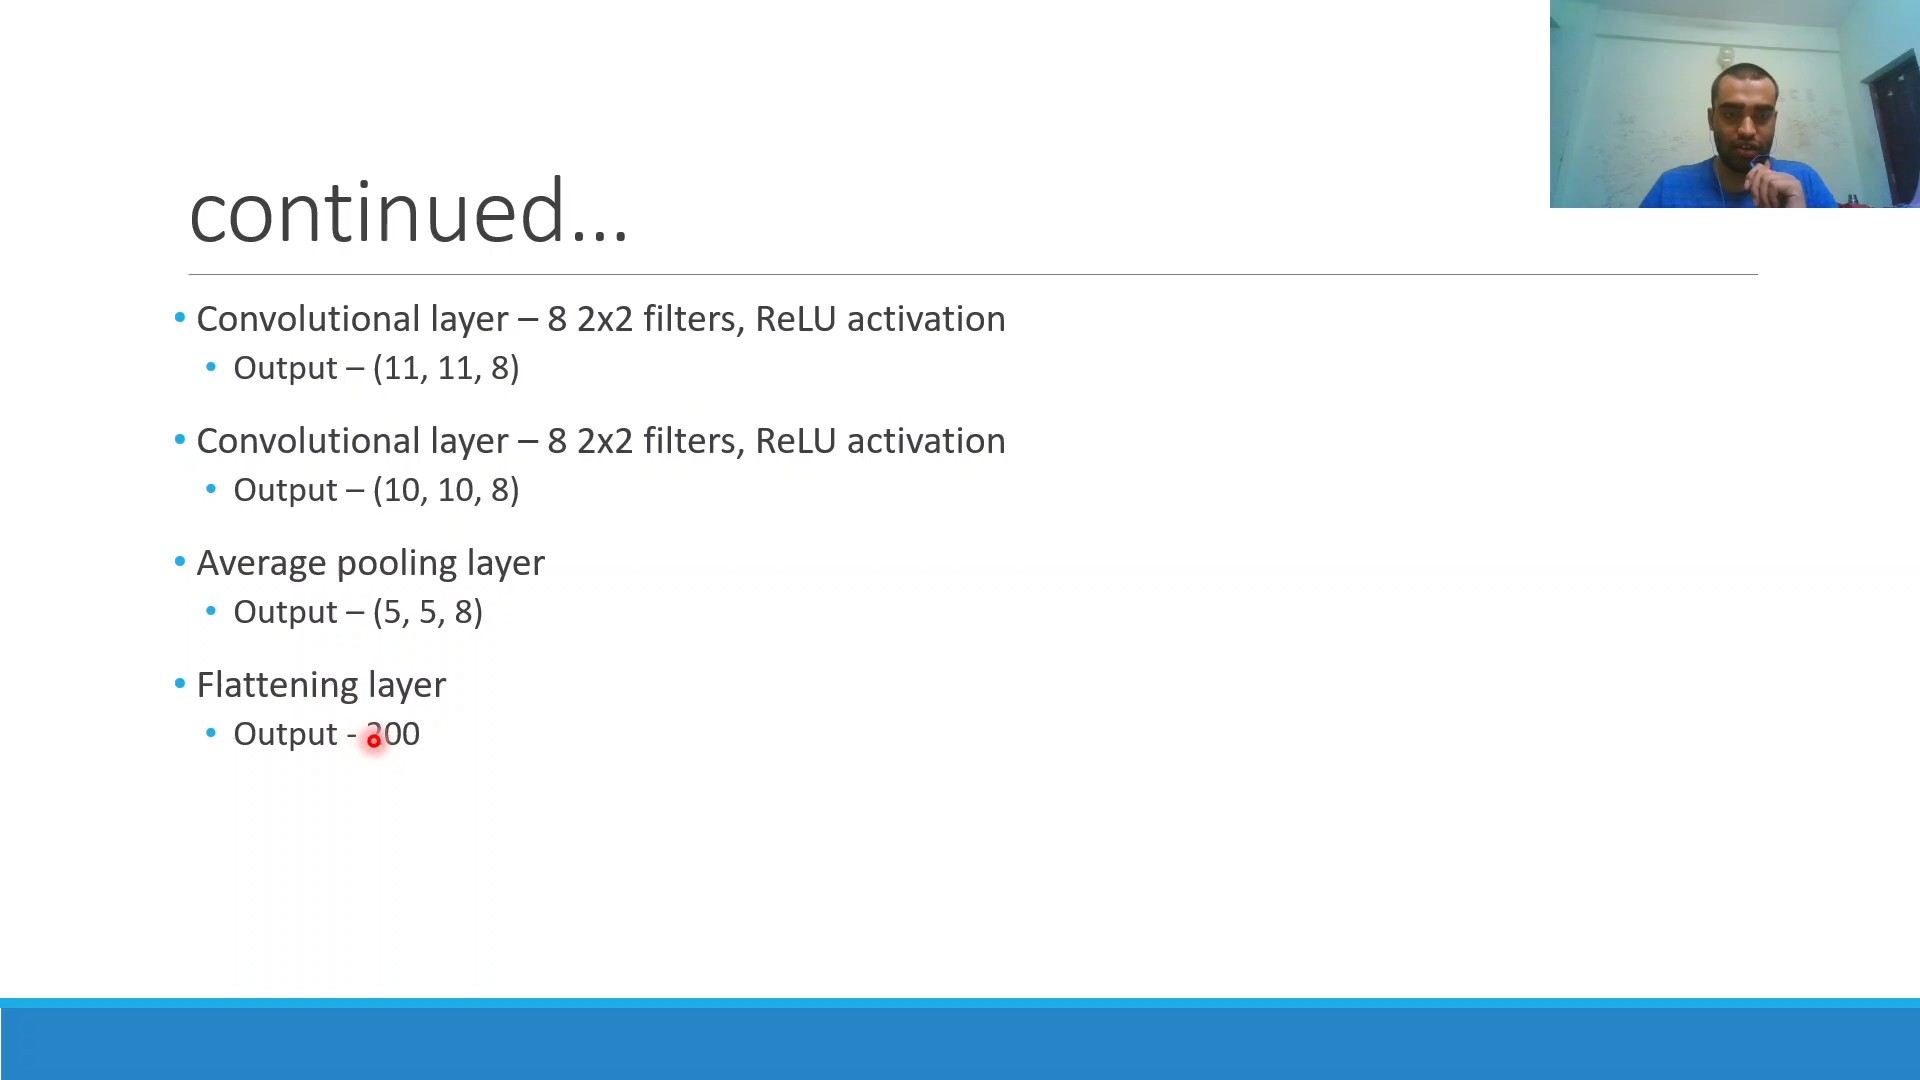 continued...
• Convolutional layer – 8 2x2 filters, ReLU activation
• Output – (11, 11, 8)
• Convolutional layer – 8 2x2 filters, ReLU activation
• Output – (10, 10, 8)
• Average pooling layer
• Output – (5, 5, 8)
• Flattening layer
• Output - 200